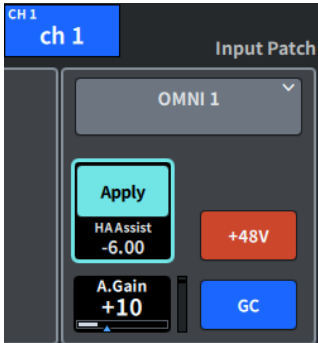 CH 1
ch 1
Input Patch
OMNI 1
Apply
HA Assist
-6.00
+48V
A.Gain
+10
GC